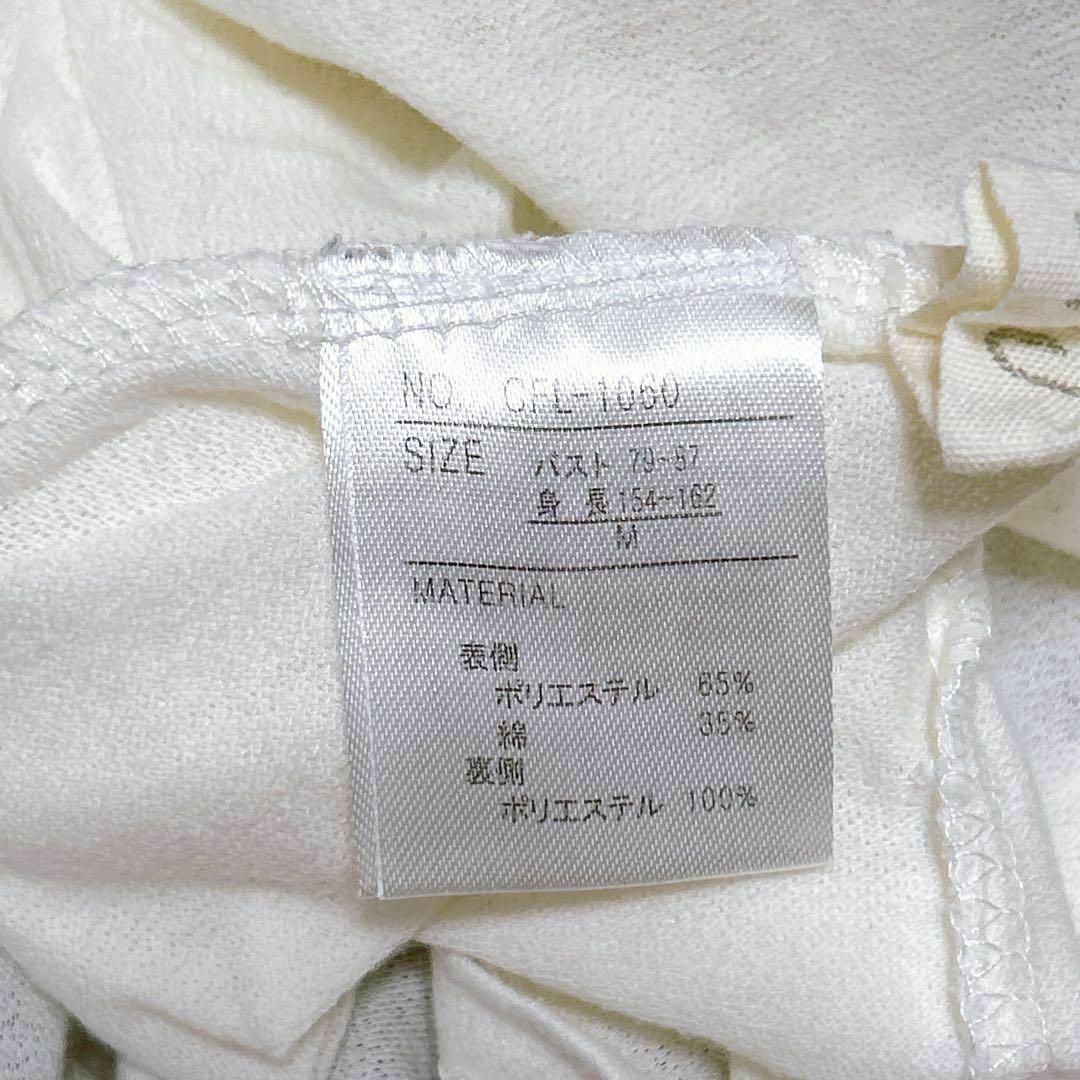 NO CFL-1060
SIZE バスト 79~87
身長 154~162
M
MATERIAL
表側
ポリエステル 65%
綿 35%
裏側
ポリエステル 100%